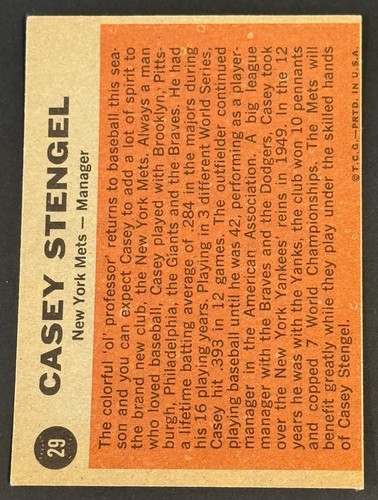 29
CASEY STENGEL
New York Mets — Manager
The colorful 'ol' professor' returns to baseball this sea-
son and you can expect Casey to add a lot of spirit to
the brand new club, the New York Mets. Always a man
who loved baseball, Casey played with Brooklyn, Pitts-
burgh, Philadelphia, the Giants and the Braves. He had
a lifetime batting average of .284 in the majors during
his 16 playing years. Playing in 3 different World Series,
Casey hit .393 in 12 games. The outfielder continued
playing baseball until he was 42, performing as a player-
manager in the American Association. A big league
manager with the Braves and the Dodgers, Casey took
over the New York Yankees' reins in 1949. In the 12
years he was with the Yanks, the club won 10 pennants
and copped 7 World Championships. The Mets will
benefit greatly while they play under the skilled hands
of Casey Stengel.
© T.C.G.—PRTD. IN U.S.A.